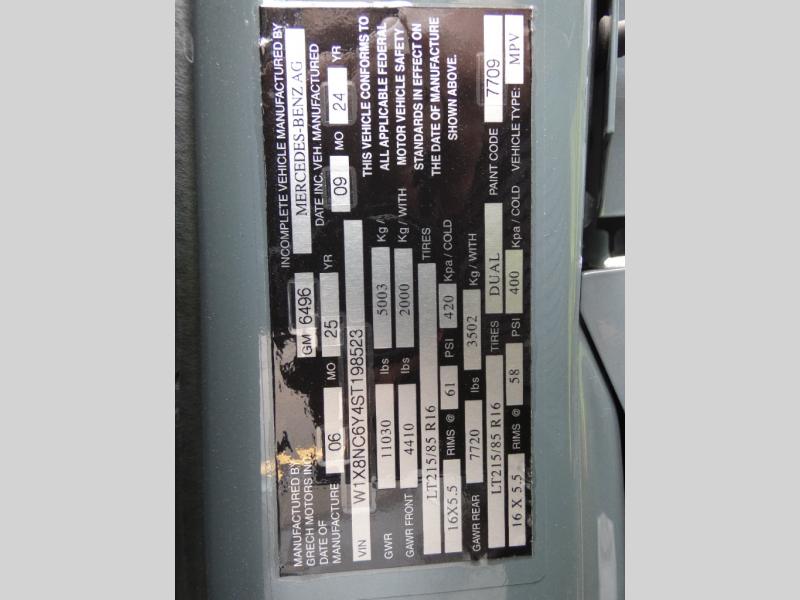 MANUFACTURED BY
GRECH MOTORS INC.
GM 6496
INCOMPLETE VEHICLE MANUFACTURED BY
MERCEDES-BENZ AG
DATE OF
MANUFACTURE 06 MO 25 YR
DATE INC. VEH. MANUFACTURED
09 MO 24 YR
VIN W1X8NC6Y4ST198523
THIS VEHICLE CONFORMS TO
ALL APPLICABLE FEDERAL
MOTOR VEHICLE SAFETY
STANDARDS IN EFFECT ON
THE DATE OF MANUFACTURE
SHOWN ABOVE.
GWR 11030 lbs 5003 Kg/
GAWR FRONT 4410 lbs 2000 Kg / WITH
LT215/85 R16 TIRES
16X5.5 RIMS @ 61 PSI 420 Kpa / COLD
GAWR REAR 7720 lbs 3502 Kg / WITH
LT215/85 R16 TIRES DUAL PAINT CODE 7709
16 X 5.5 RIMS @ 58 PSI 400 Kpa / COLD VEHICLE TYPE: MPV